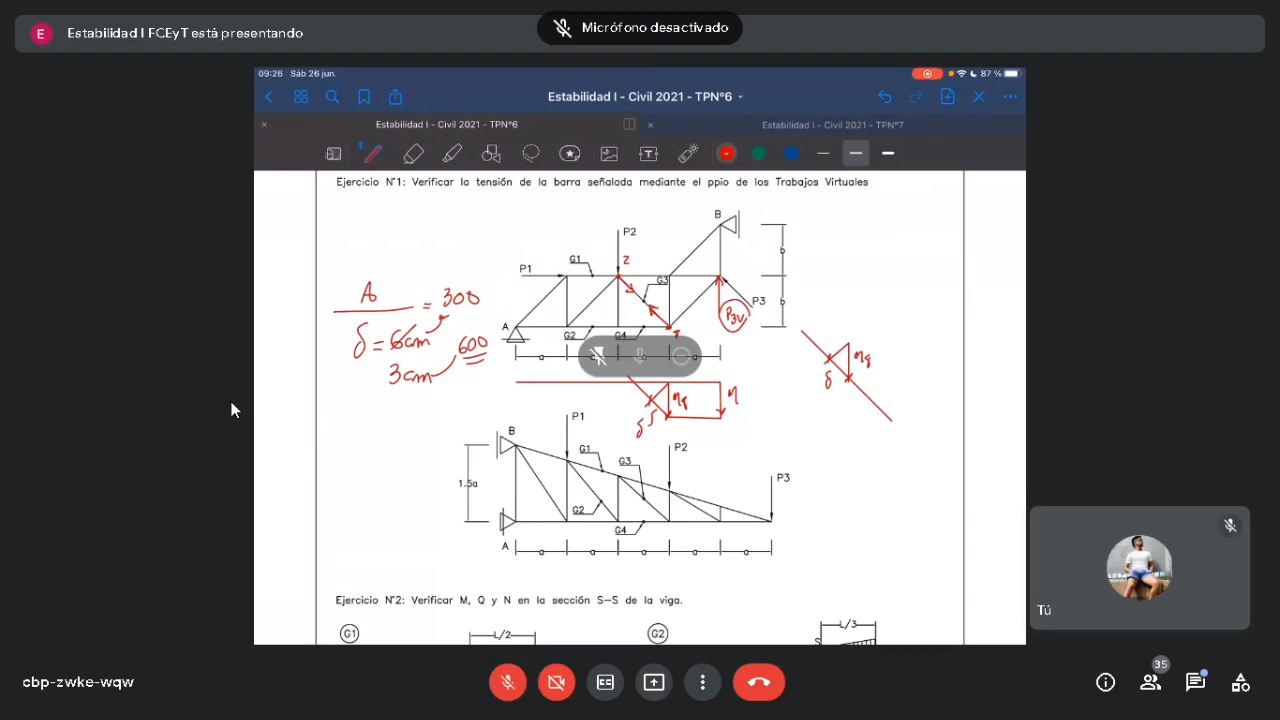 E Estabilidad I FCEyT está presentando
Micrófono desactivado
09:26 Sáb 26 jun.
87 %
Estabilidad I - Civil 2021 - TPN°6
Estabilidad I - Civil 2021 - TPN°6
Estabilidad I - Civil 2021 - TPN°7
Ejercicio N°1: Verificar la tensión de la barra señalada mediante el ppio de los Trabajos Virtuales
B
P2
2
P1
G1
G3
b
P3
b
P3V
A
G2
G4
a
a
= 300
δ = 6cm
600
3cm
ηq
δ
η
ηq
δ
P1
B
G1
G3
P2
1.5a
P3
G2
G4
A
a
a
a
a
a
Ejercicio N°2: Verificar M, Q y N en la sección S-S de la viga.
G1
L/2
G2
L/3
S
Tú
cbp-zwke-wqw
35